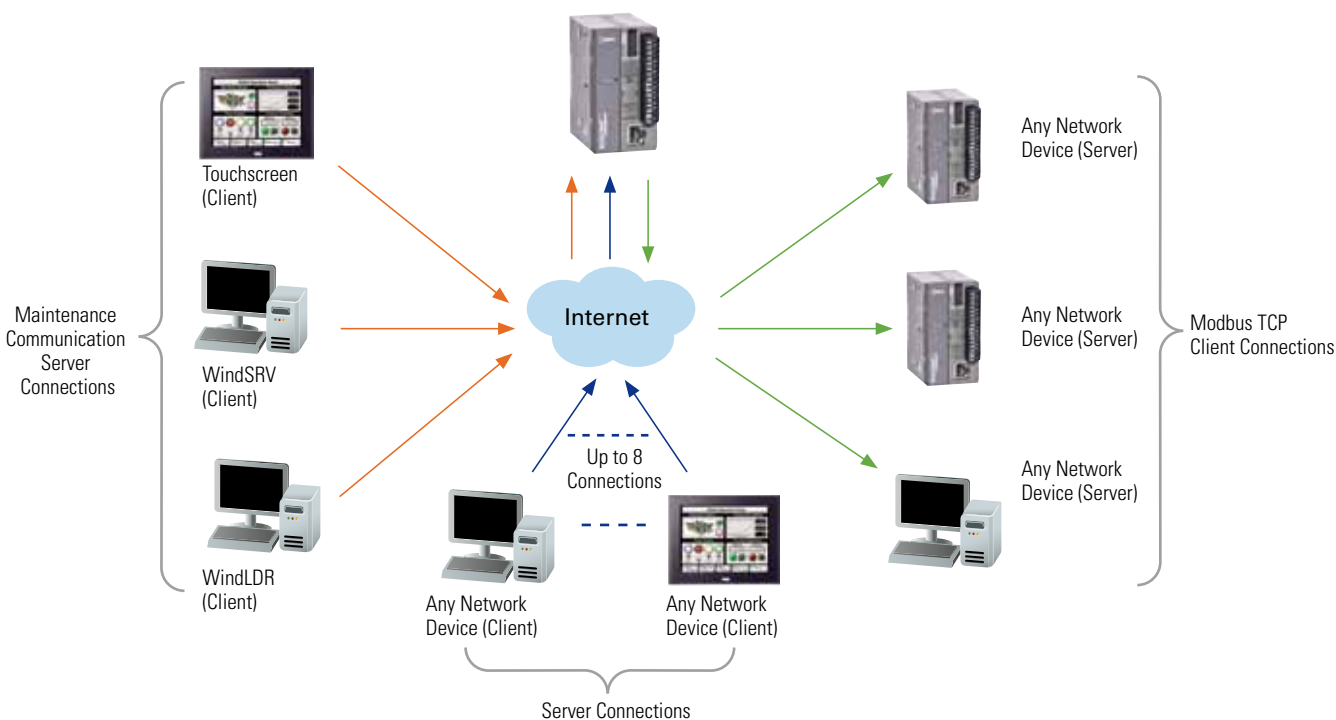 Touchscreen
(Client)
Maintenance
Communication
Server
Connections
WindSRV
(Client)
WindLDR
(Client)
Internet
Up to 8
Connections
Any Network
Device (Client)
Any Network
Device (Client)
Server Connections
Any Network
Device (Server)
Any Network
Device (Server)
Any Network
Device (Server)
Modbus TCP
Client Connections